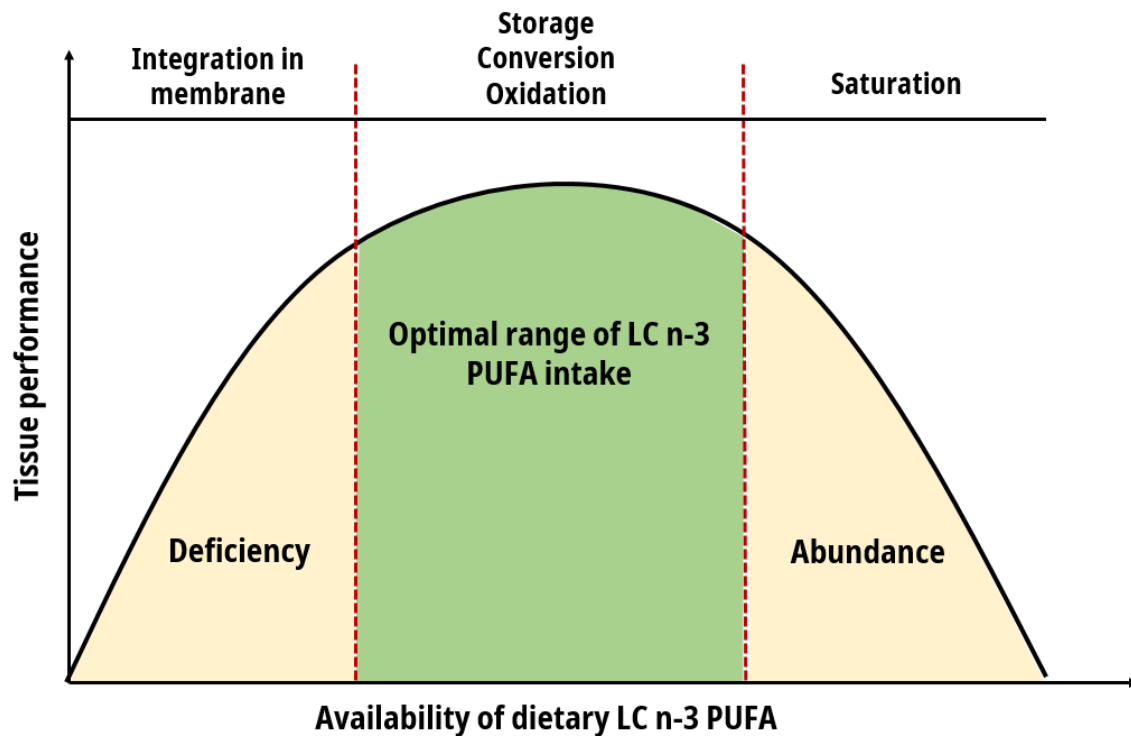 Integration in
membrane
Storage
Conversion
Oxidation
Saturation
Tissue performance
Optimal range of LC n-3
PUFA intake
Deficiency
Abundance
Availability of dietary LC n-3 PUFA